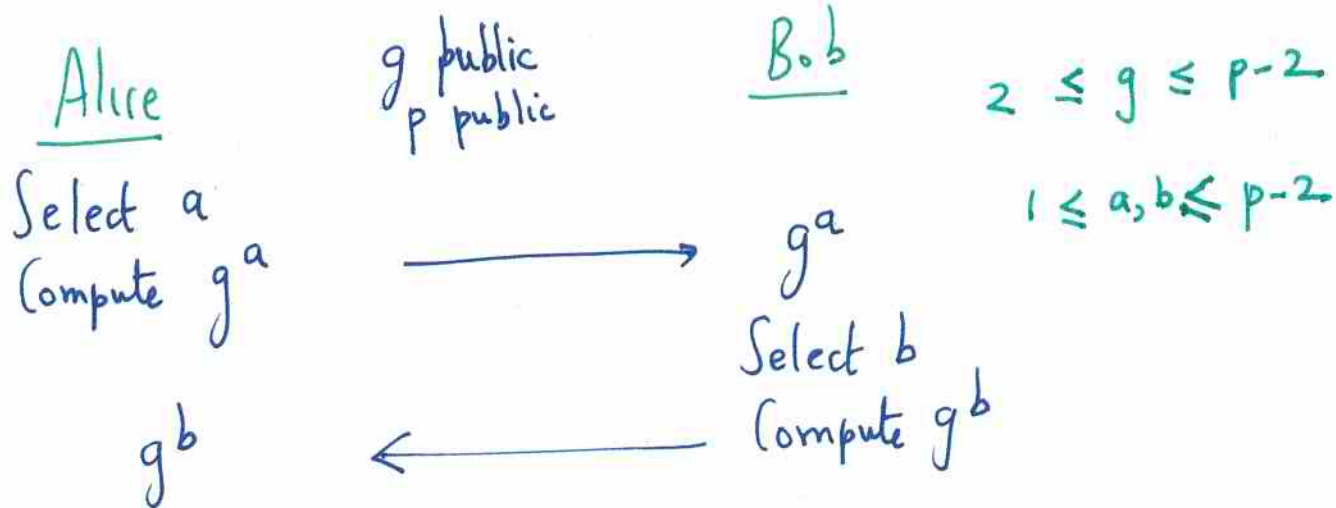 Alice
g public
p public
Bob
2 ≤ g ≤ p-2
1 ≤ a, b ≤ p-2
Select a
Compute g^a
g^a
Select b
Compute g^b
g^b